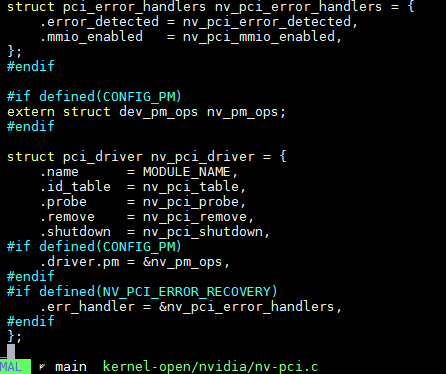 struct pci_error_handlers nv_pci_error_handlers = {
    .error_detected = nv_pci_error_detected,
    .mmio_enabled   = nv_pci_mmio_enabled,
};
#endif

#if defined(CONFIG_PM)
extern struct dev_pm_ops nv_pm_ops;
#endif

struct pci_driver nv_pci_driver = {
    .name      = MODULE_NAME,
    .id_table  = nv_pci_table,
    .probe     = nv_pci_probe,
    .remove    = nv_pci_remove,
    .shutdown  = nv_pci_shutdown,
#if defined(CONFIG_PM)
    .driver.pm = &nv_pm_ops,
#endif
#if defined(NV_PCI_ERROR_RECOVERY)
    .err_handler = &nv_pci_error_handlers,
#endif
};
MAL main kernel-open/nvidia/nv-pci.c